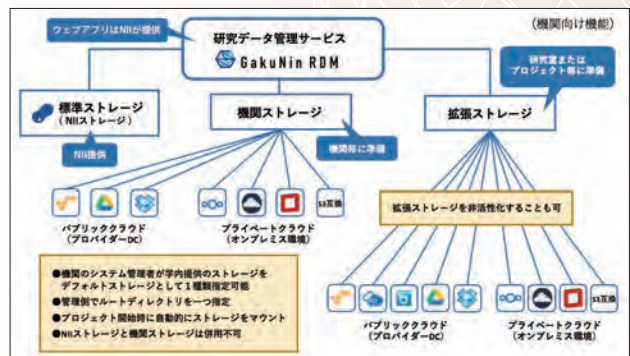 (機関向け機能)
ウェブアプリはNIIが提供
研究データ管理サービス
GakuNin RDM
研究室または
プロジェクト毎に準備
標準ストレージ
(NIIストレージ)
機関ストレージ
拡張ストレージ
NII提供
機関毎に準備
S3互換
パブリッククラウド
(プロバイダーDC)
プライベートクラウド
(オンプレミス環境)
拡張ストレージを非活性化することも可
●機関のシステム管理者が学内提供のストレージを
デフォルトストレージとして1種類指定可能
●管理側でルートディレクトリを一つ指定
●プロジェクト開始時に自動的にストレージをマウント
●NIIストレージと機関ストレージは併用不可
S3互換
パブリッククラウド
(プロバイダーDC)
プライベートクラウド
(オンプレミス環境)